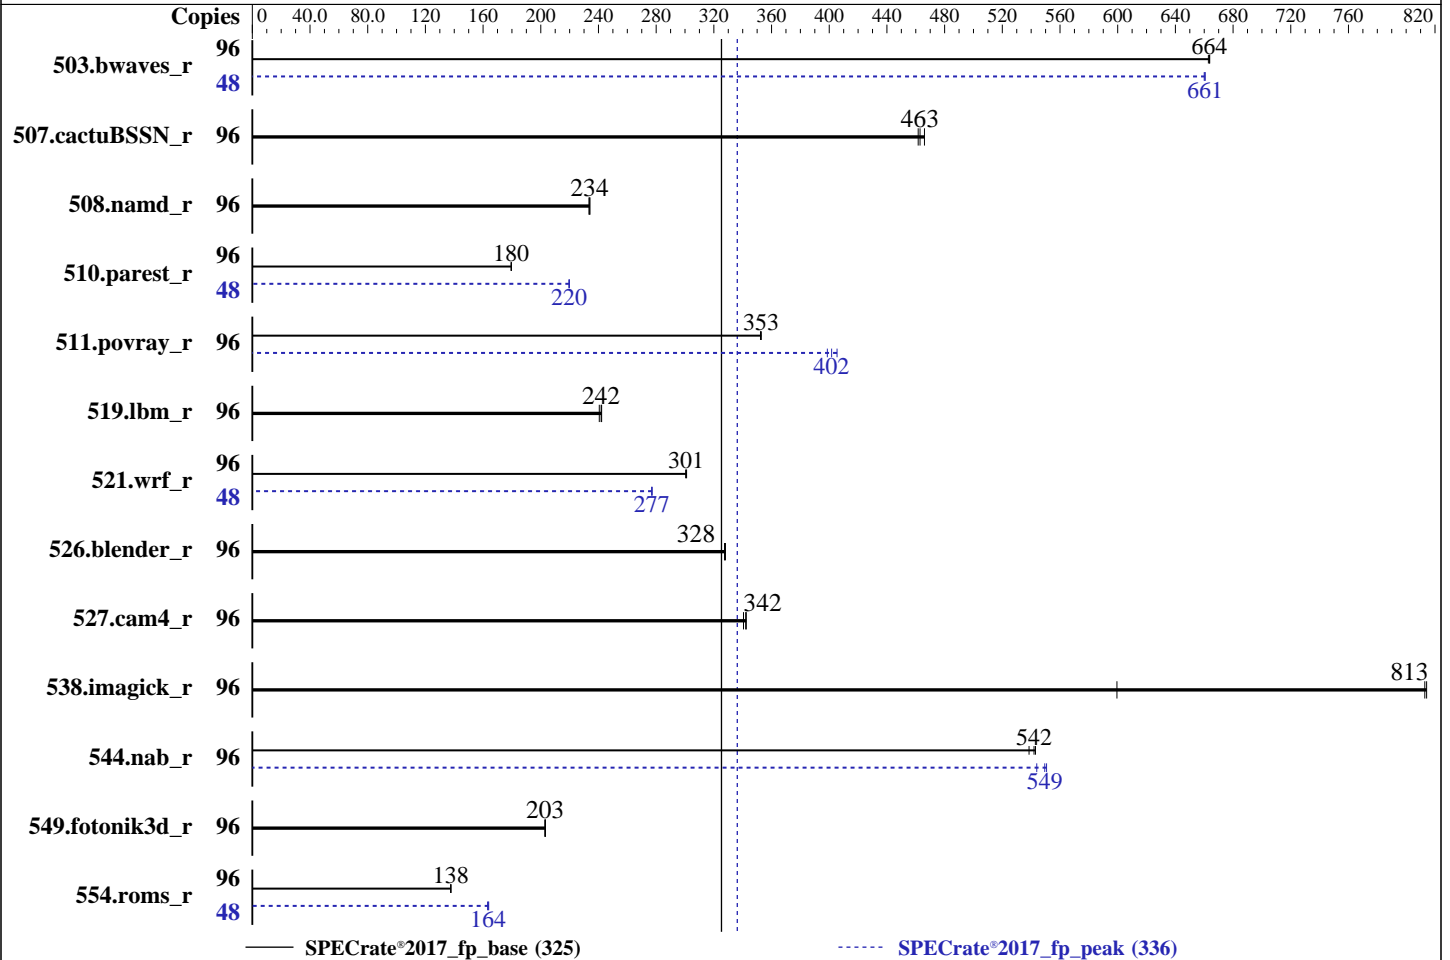 Copies 0 40.0 80.0 120 160 200 240 280 320 360 400 440 480 520 560 600 640 680 720 760 820
503.bwaves_r 96 664
48 661
507.cactuBSSN_r 96 463
508.namd_r 96 234
510.parest_r 96 180
48 220
511.povray_r 96 353
402
519.lbm_r 96 242
521.wrf_r 96 301
48 277
526.blender_r 96 328
527.cam4_r 96 342
538.imagick_r 96 813
544.nab_r 96 542
549
549.fotonik3d_r 96 203
554.roms_r 96 138
48 164
SPECrate®2017_fp_base (325) SPECrate®2017_fp_peak (336)